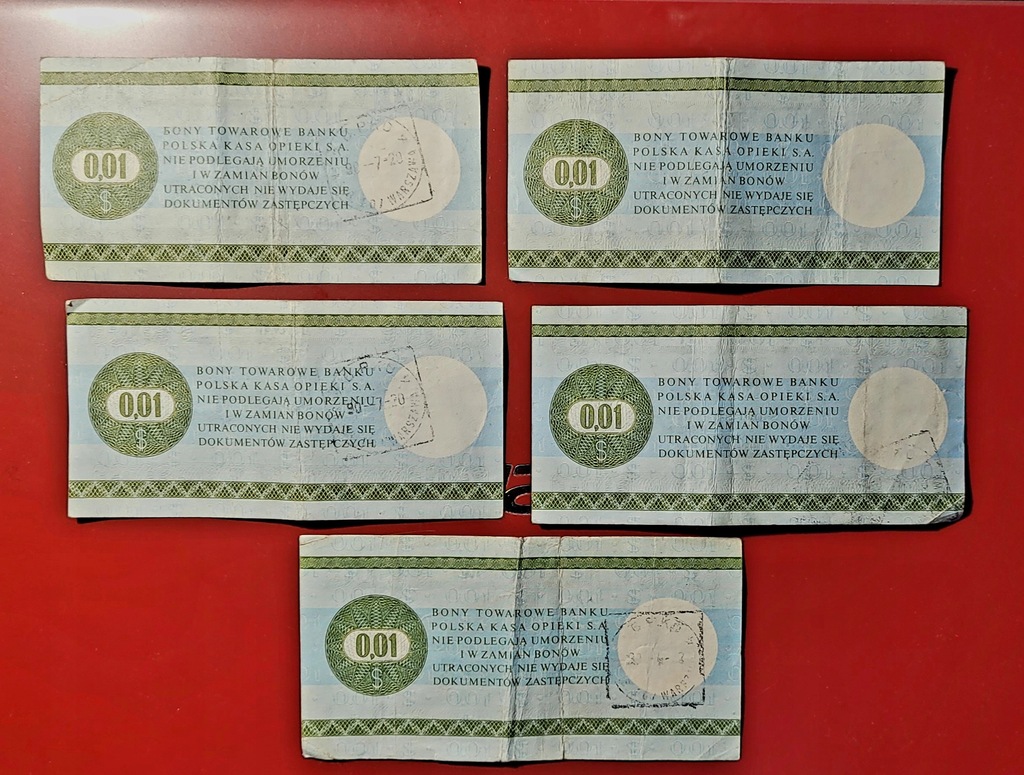 0,01
$
BONY TOWAROWE BANKU
POLSKA KASA OPIEKI S.A.
NIE PODLEGAJĄ UMORZENIU
I W ZAMIAN BONÓW
UTRACONYCH NIE WYDAJE SIĘ
DOKUMENTÓW ZASTĘPCZYCH
WARSZAWA
0,01
$
BONY TOWAROWE BANKU
POLSKA KASA OPIEKI S.A.
NIE PODLEGAJĄ UMORZENIU
I W ZAMIAN BONÓW
UTRACONYCH NIE WYDAJE SIĘ
DOKUMENTÓW ZASTĘPCZYCH
0,01
$
BONY TOWAROWE BANKU
POLSKA KASA OPIEKI S.A.
NIE PODLEGAJĄ UMORZENIU
I W ZAMIAN BONÓW
UTRACONYCH NIE WYDAJE SIĘ
DOKUMENTÓW ZASTĘPCZYCH
WARSZAWA
0,01
$
BONY TOWAROWE BANKU
POLSKA KASA OPIEKI S.A.
NIE PODLEGAJĄ UMORZENIU
I W ZAMIAN BONÓW
UTRACONYCH NIE WYDAJE SIĘ
DOKUMENTÓW ZASTĘPCZYCH
0,01
$
BONY TOWAROWE BANKU
POLSKA KASA OPIEKI S.A.
NIE PODLEGAJĄ UMORZENIU
I W ZAMIAN BONÓW
UTRACONYCH NIE WYDAJE SIĘ
DOKUMENTÓW ZASTĘPCZYCH